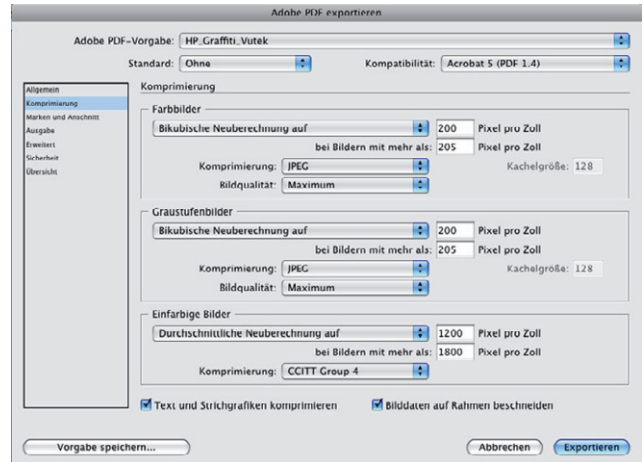 Adobe PDF exportieren
Adobe PDF-Vorgabe: HP_Graffiti_Vutek
Standard: Ohne Kompatibilität: Acrobat 5 (PDF 1.4)
Allgemein
Komprimierung
Marken und Anschnitt
Ausgabe
Erweitert
Sicherheit
Übersicht
Komprimierung
Farbbilder
Bikubische Neuberechnung auf 200 Pixel pro Zoll
bei Bildern mit mehr als: 205 Pixel pro Zoll
Komprimierung: JPEG Kachelgröße: 128
Bildqualität: Maximum
Graustufenbilder
Bikubische Neuberechnung auf 200 Pixel pro Zoll
bei Bildern mit mehr als: 205 Pixel pro Zoll
Komprimierung: JPEG Kachelgröße: 128
Bildqualität: Maximum
Einfarbige Bilder
Durchschnittliche Neuberechnung auf 1200 Pixel pro Zoll
bei Bildern mit mehr als: 1800 Pixel pro Zoll
Komprimierung: CCITT Group 4
Text und Strichgrafiken komprimieren Bilddaten auf Rahmen beschneiden
Vorgabe speichern... Abbrechen Exportieren